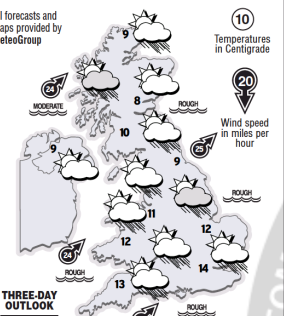 l forecasts and
aps provided by
eteoGroup
10
Temperatures
in Centigrade
20
Wind speed
in miles per
hour
9
24
MODERATE
8
ROUGH
10
25
9
9
ROUGH
11
12
12
24
ROUGH
14
13
ROUGH
THREE-DAY
OUTLOOK